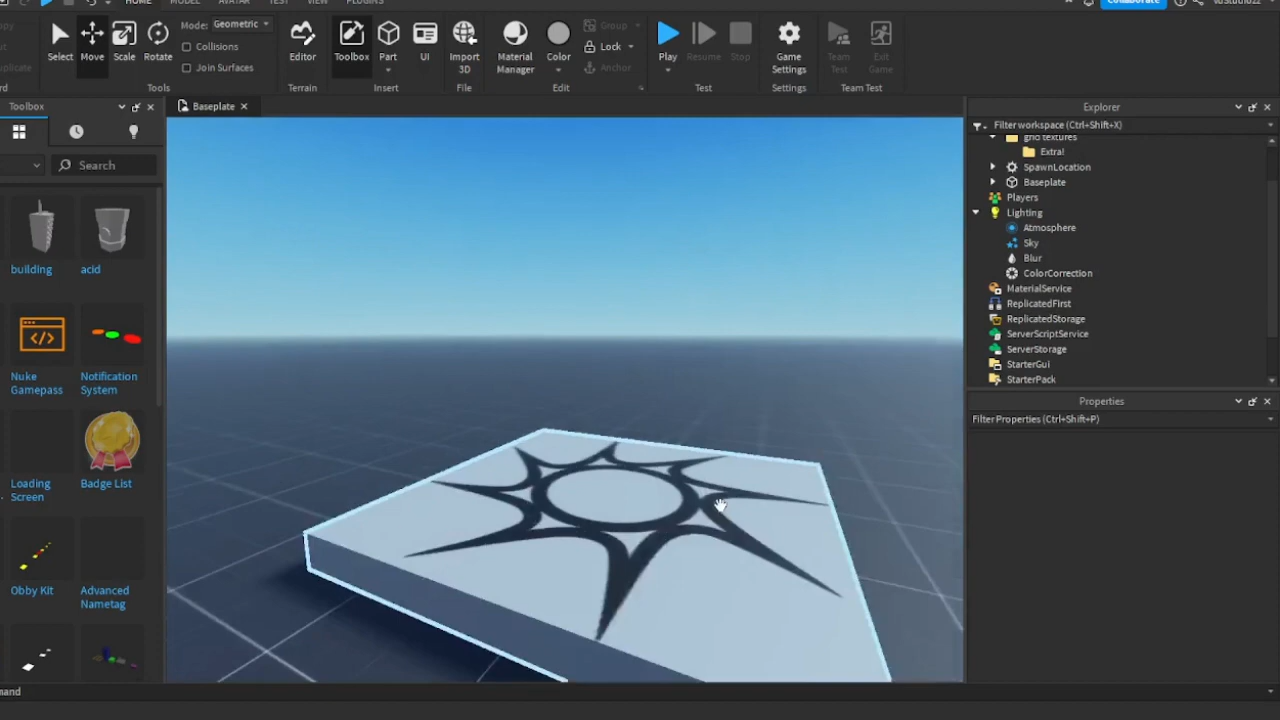 HOME MODEL AVATAR TEST VIEW PLUGINS
Collaborate
Select Move Scale Rotate
Mode: Geometric
Collisions
Join Surfaces
Tools
Editor
Terrain
Toolbox Part UI
Insert
Import
3D
File
Material
Manager
Color
Group
Lock
Anchor
Edit
Play Resume Stop
Test
Game
Settings
Settings
Team
Test
Exit
Game
Team Test
Toolbox
Baseplate
Search
building acid
Nuke
Gamepass
Notification
System
Loading
Screen
Badge List
Obby Kit
Advanced
Nametag
mand
Explorer
Filter workspace (Ctrl+Shift+X)
grid textures
Extra!
SpawnLocation
Baseplate
Players
Lighting
Atmosphere
Sky
Blur
ColorCorrection
MaterialService
ReplicatedFirst
ReplicatedStorage
ServerScriptService
ServerStorage
StarterGui
StarterPack
Properties
Filter Properties (Ctrl+Shift+P)